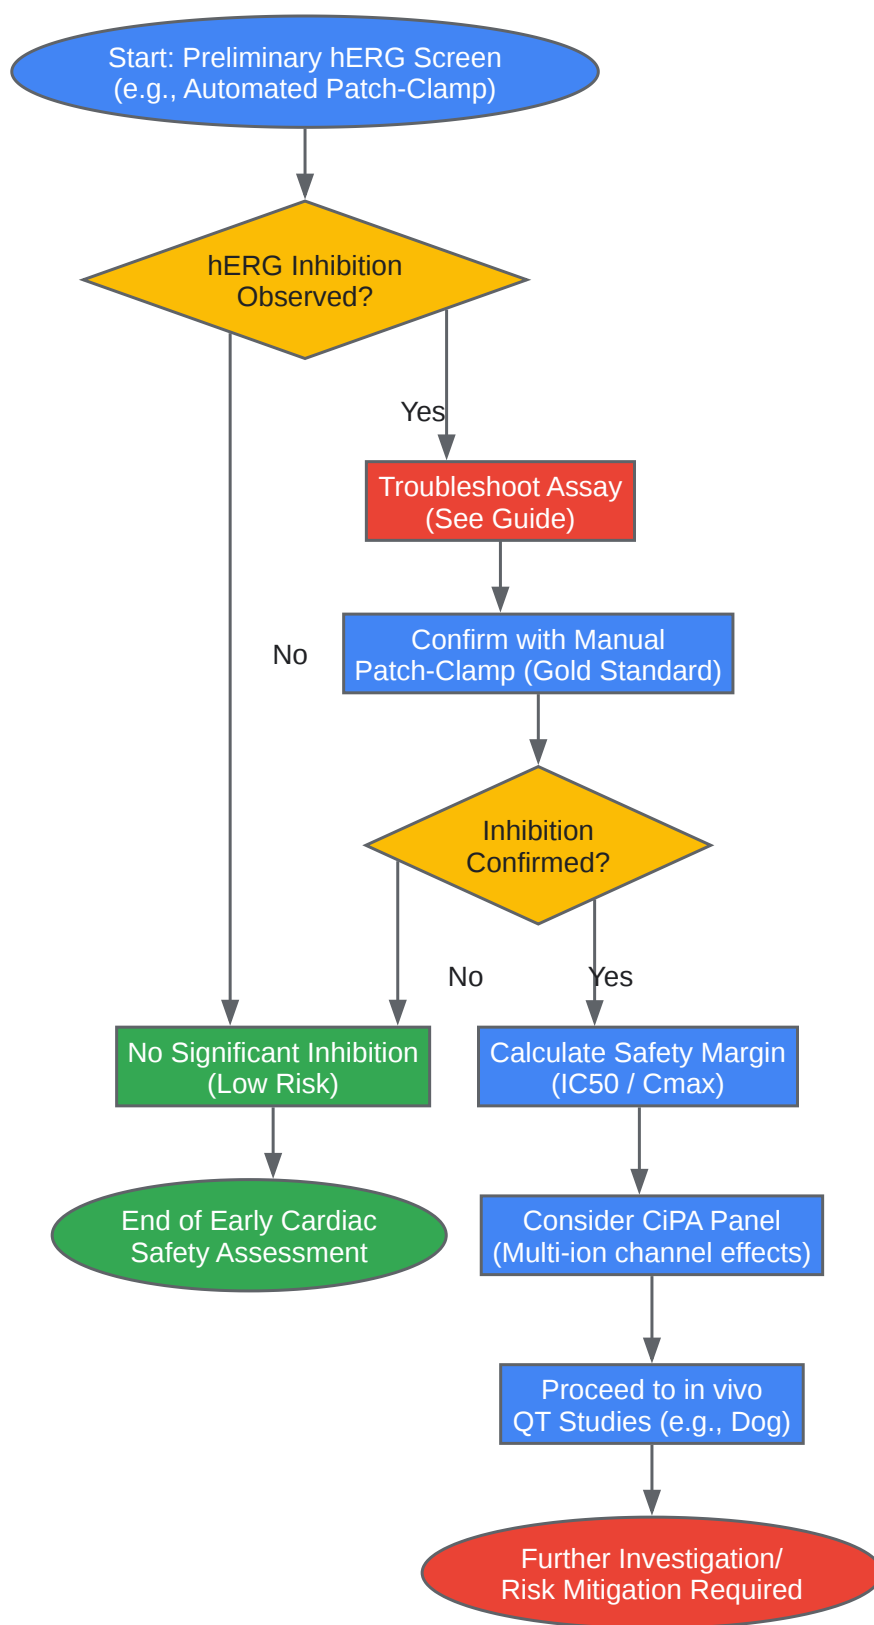 Start: Preliminary hERG Screen
(e.g., Automated Patch-Clamp)
hERG Inhibition
Observed?
Yes
Troubleshoot Assay
(See Guide)
No
Confirm with Manual
Patch-Clamp (Gold Standard)
Inhibition
Confirmed?
No
Yes
No Significant Inhibition
(Low Risk)
Calculate Safety Margin
(IC50 / Cmax)
End of Early Cardiac
Safety Assessment
Consider CiPA Panel
(Multi-ion channel effects)
Proceed to in vivo
QT Studies (e.g., Dog)
Further Investigation/
Risk Mitigation Required